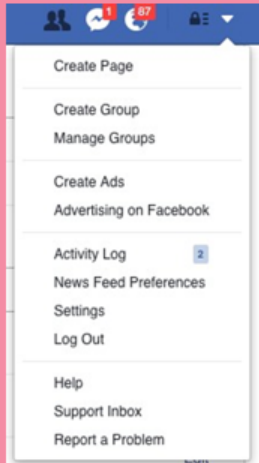 1
87
Create Page
Create Group
Manage Groups
Create Ads
Advertising on Facebook
Activity Log 2
News Feed Preferences
Settings
Log Out
Help
Support Inbox
Report a Problem